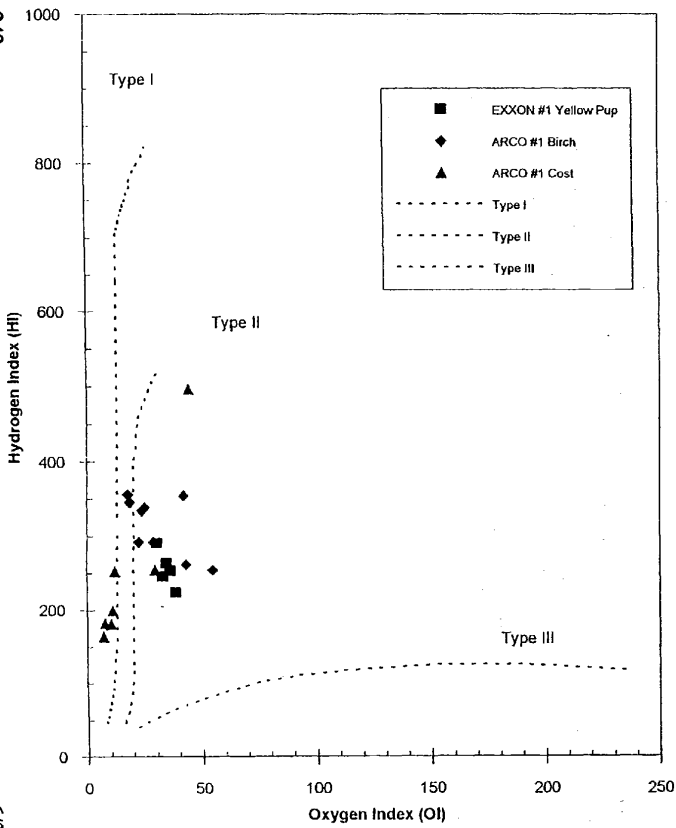 1000
Type I
EXXON #1 Yellow Pup
ARCO #1 Birch
ARCO #1 Cost
Type I
Type II
Type III
800
600
Type II
Hydrogen Index (HI)
400
200
Type III
0
0 50 100 150 200 250
Oxygen Index (OI)